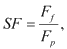 SF = F_f / F_p,